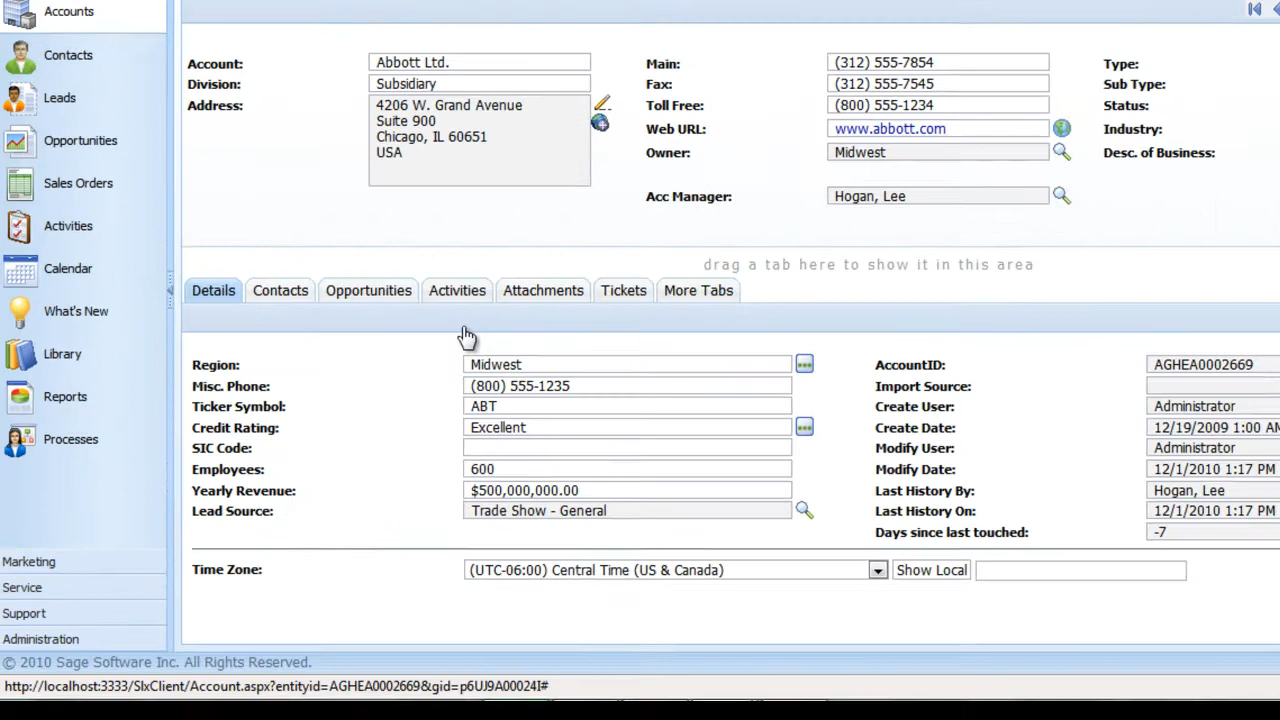 Accounts
Contacts
Leads
Opportunities
Sales Orders
Activities
Calendar
What's New
Library
Reports
Processes
Marketing
Service
Support
Administration
Account: Abbott Ltd.
Division: Subsidiary
Address: 4206 W. Grand Avenue
Suite 900
Chicago, IL 60651
USA
Main: (312) 555-7854
Fax: (312) 555-7545
Toll Free: (800) 555-1234
Web URL: www.abbott.com
Owner: Midwest
Acc Manager: Hogan, Lee
Type:
Sub Type:
Status:
Industry:
Desc. of Business:
drag a tab here to show it in this area
Details Contacts Opportunities Activities Attachments Tickets More Tabs
Region: Midwest
Misc. Phone: (800) 555-1235
Ticker Symbol: ABT
Credit Rating: Excellent
SIC Code:
Employees: 600
Yearly Revenue: $500,000,000.00
Lead Source: Trade Show - General
AccountID: AGHEA0002669
Import Source:
Create User: Administrator
Create Date: 12/19/2009 1:00 AM
Modify User: Administrator
Modify Date: 12/1/2010 1:17 PM
Last History By: Hogan, Lee
Last History On: 12/1/2010 1:17 PM
Days since last touched: -7
Time Zone: (UTC-06:00) Central Time (US & Canada) Show Local
© 2010 Sage Software Inc. All Rights Reserved.
http://localhost:3333/SlxClient/Account.aspx?entityid=AGHEA0002669&gid=p6UJ9A00024I#